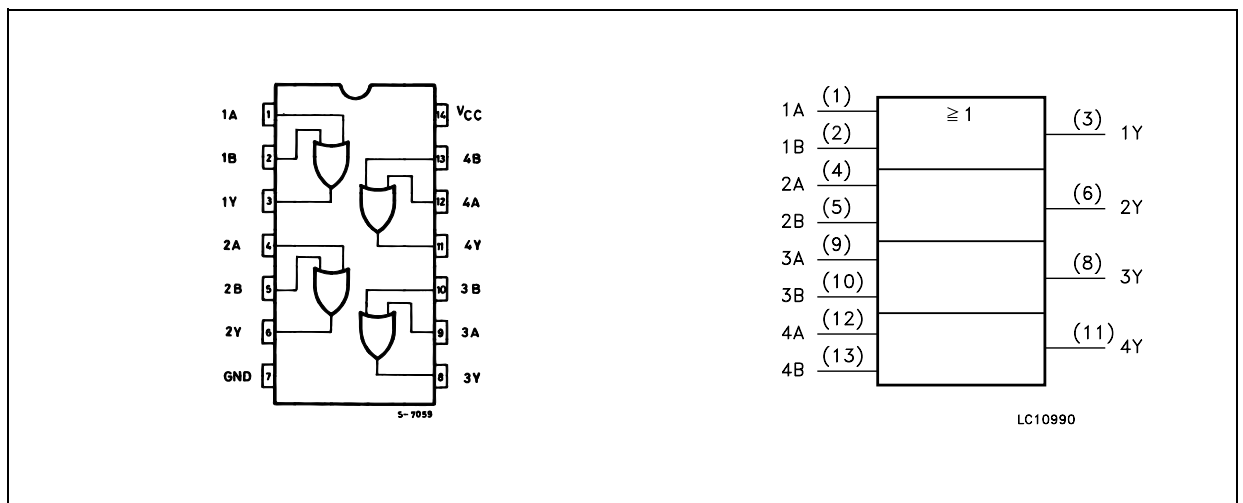 1A 1 14 VCC
1B 2 13 4B
1Y 3 12 4A
2A 4 11 4Y
2B 5 10 3B
2Y 6 9 3A
GND 7 8 3Y
S-7059
1A (1) ≧1 (3) 1Y
1B (2)
2A (4) (6) 2Y
2B (5)
3A (9) (8) 3Y
3B (10)
4A (12) (11) 4Y
4B (13)
LC10990